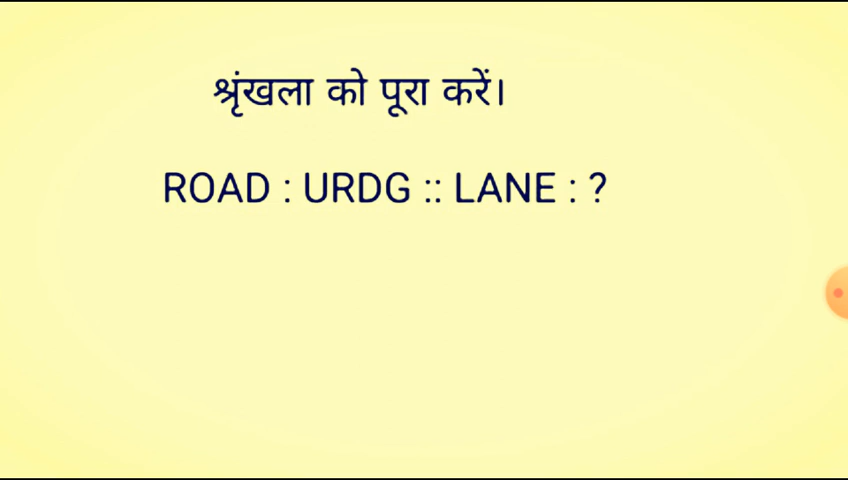 श्रृंखला को पूरा करें।
ROAD : URDG :: LANE : ?